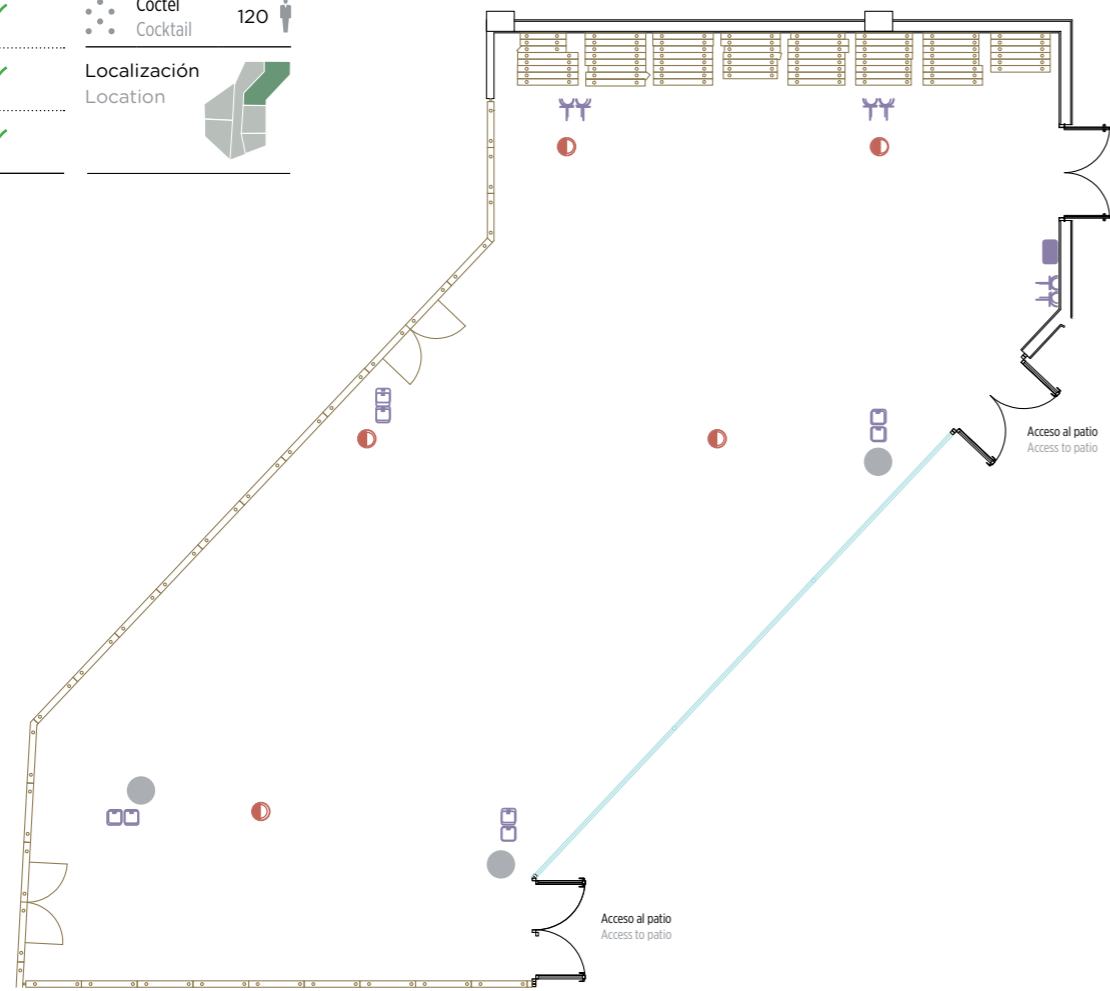 Cóctel
Cocktail
120
Localización
Location
Acceso al patio
Access to patio
Acceso al patio
Access to patio